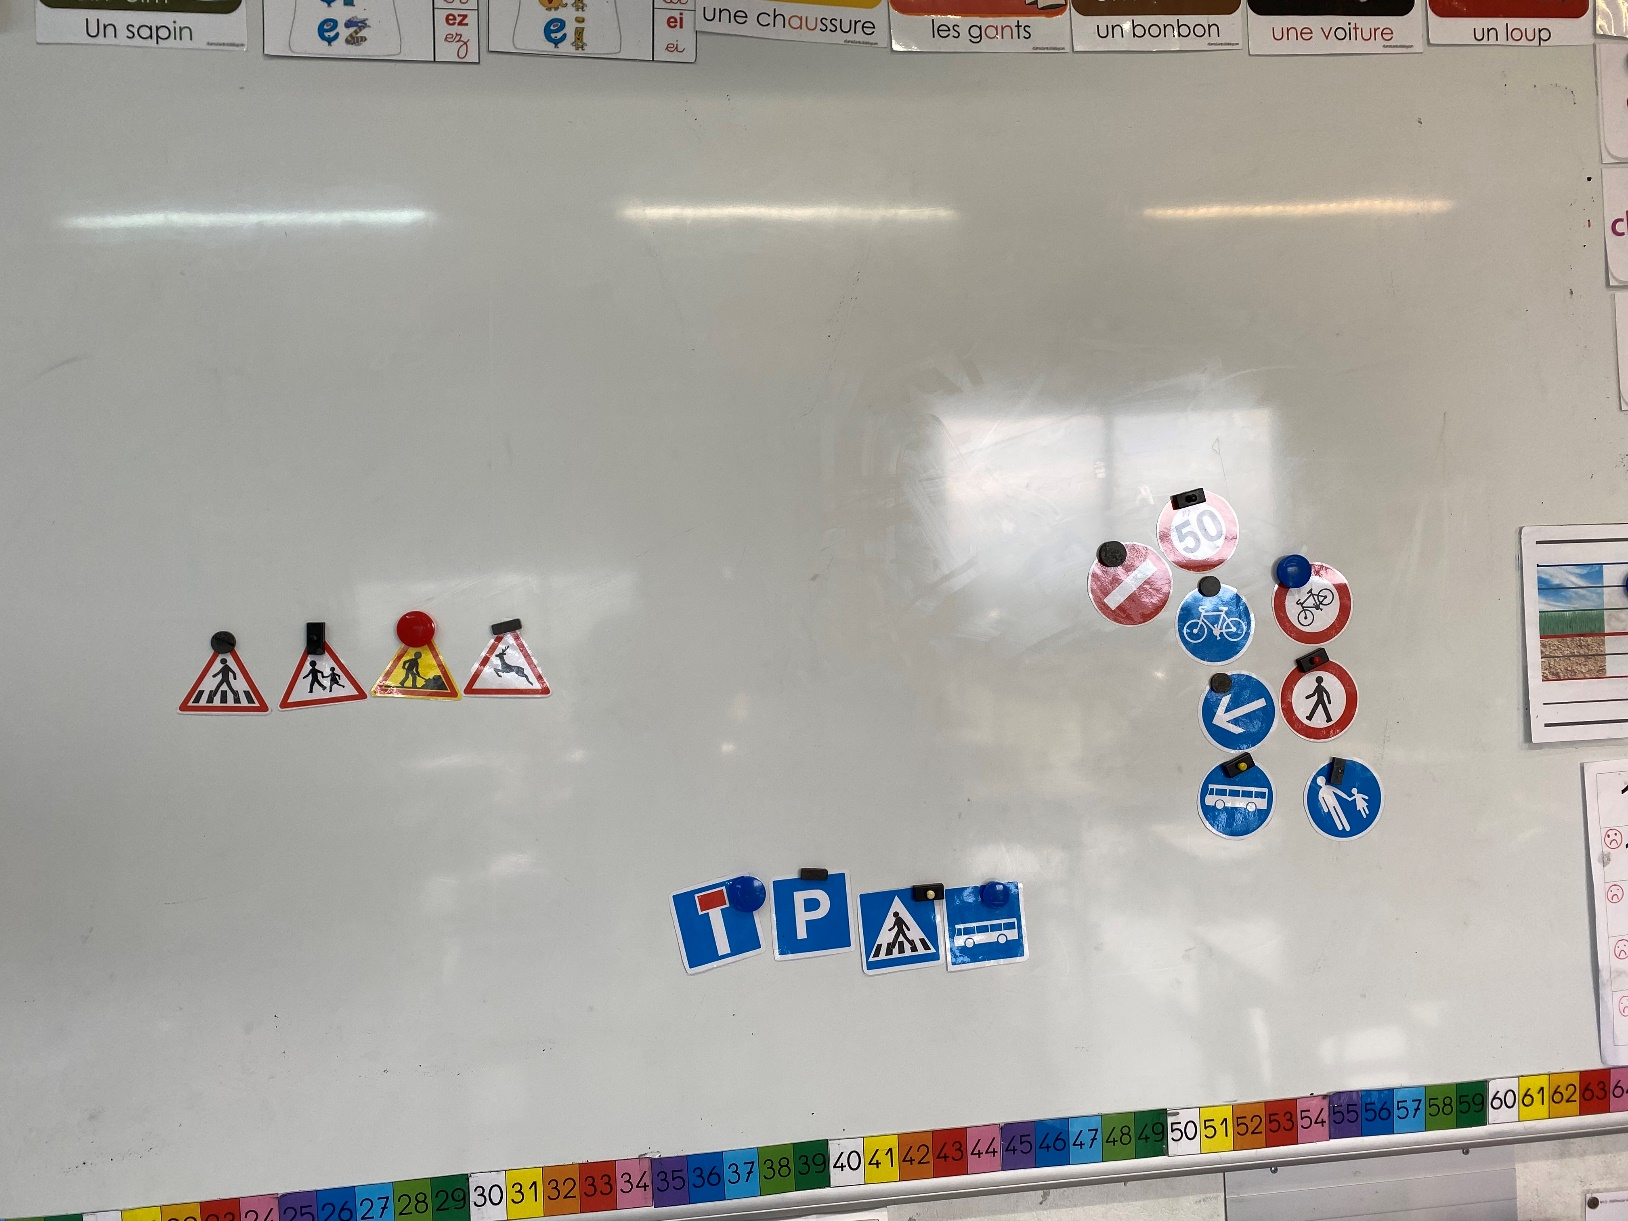 Un sapin
ez
ez
ez
ei
ei
ei
une chaussure
les gants
un bonbon
une voiture
un loup
50
P
24 25 26 27 28 29 30 31 32 33 34 35 36 37 38 39 40 41 42 43 44 45 46 47 48 49 50 51 52 53 54 55 56 57 58 59 60 61 62 63